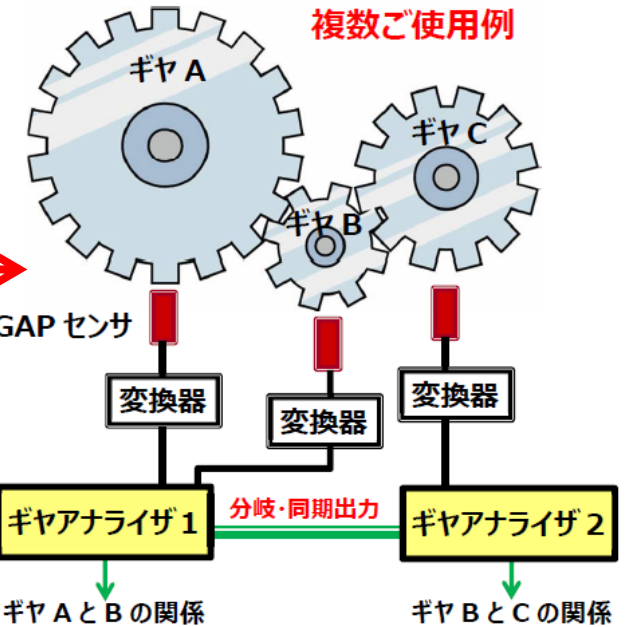 複数ご使用例
ギヤ A
ギヤ C
ギヤ B
GAP センサ
変換器
変換器
変換器
ギヤアナライザ 1
分岐・同期出力
ギヤアナライザ 2
ギヤ A と B の関係
ギヤ B と C の関係